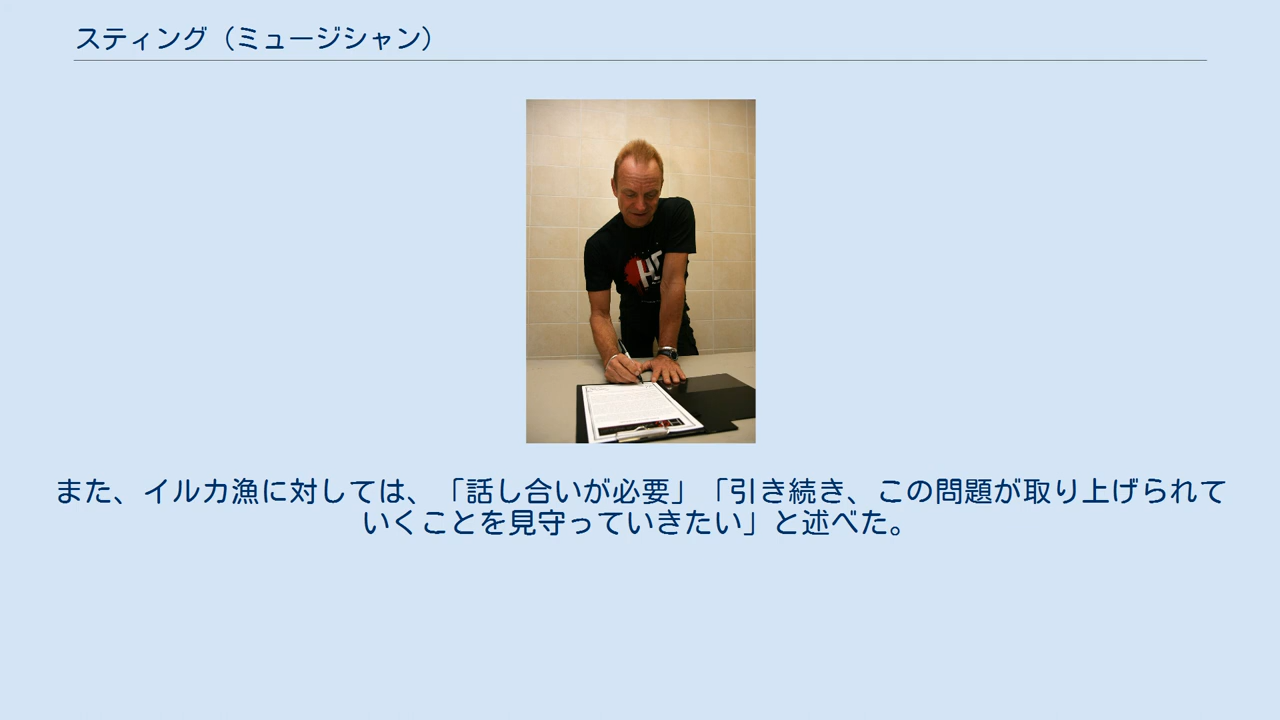 スティング（ミュージシャン）
また、イルカ漁に対しては、「話し合いが必要」「引き続き、この問題が取り上げられて
いくことを見守っていきたい」と述べた。